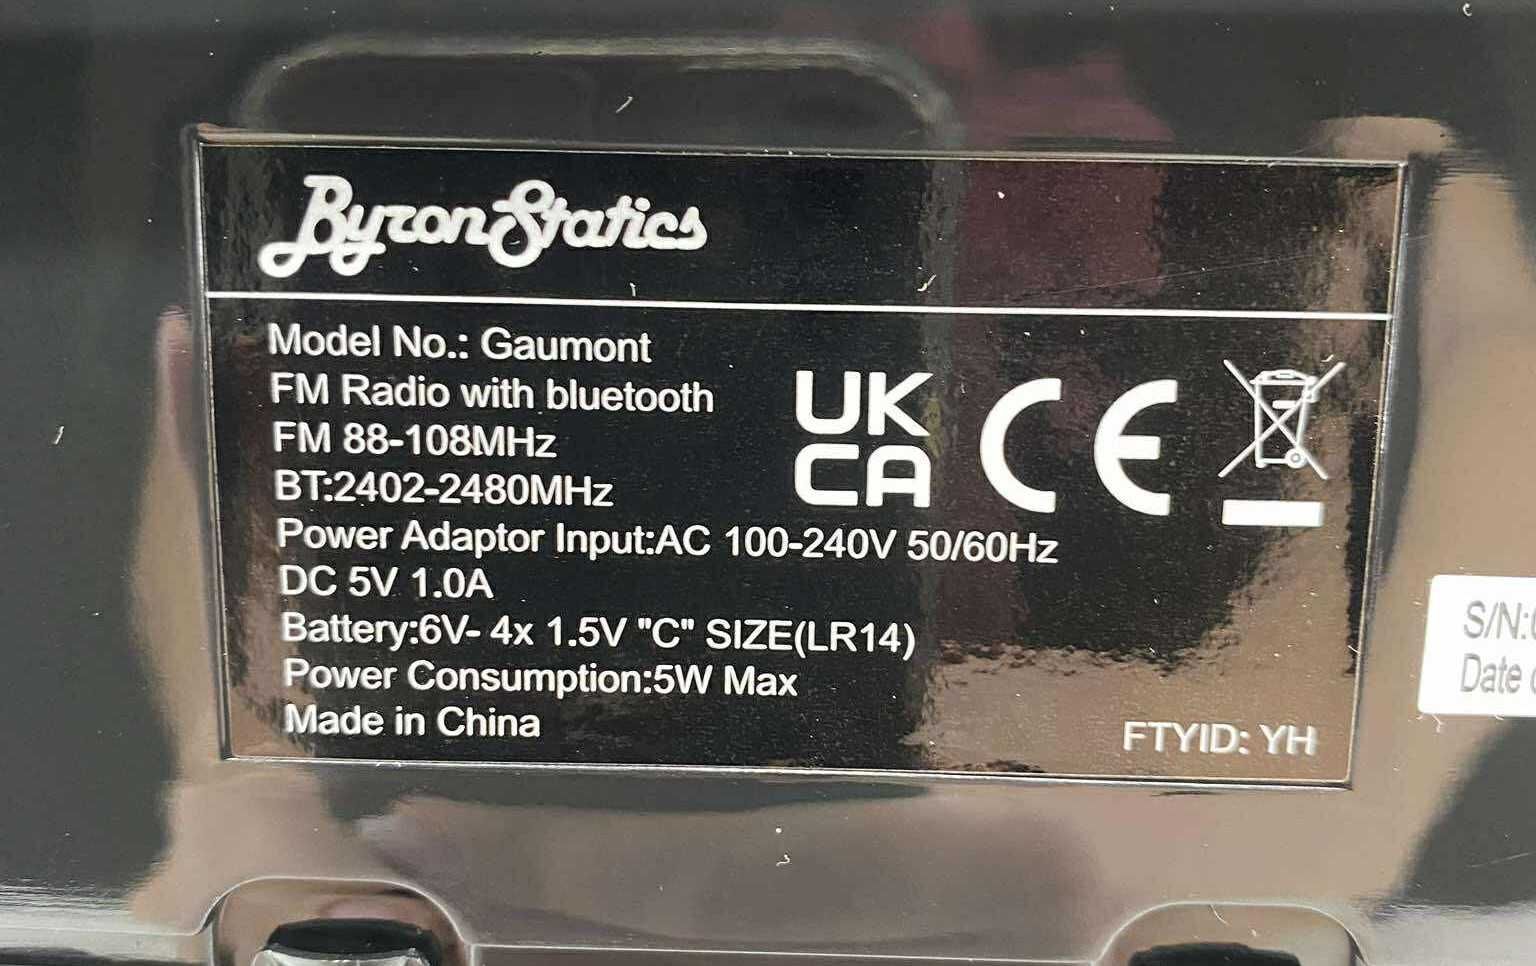 ByronStatics
Model No.: Gaumont
FM Radio with bluetooth
FM 88-108MHz
BT:2402-2480MHz
Power Adaptor Input:AC 100-240V 50/60Hz
DC 5V 1.0A
Battery:6V- 4x 1.5V "C" SIZE(LR14)
Power Consumption:5W Max
Made in China
UK
CA
CE
FTYID: YH
S/N:
Date